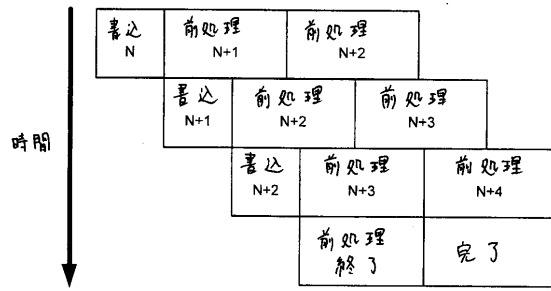 書込 前処理 前処理
N N+1 N+2
書込 前処理 前処理
N+1 N+2 N+3
時間
書込 前処理 前処理
N+2 N+3 N+4
前処理 完了
終了